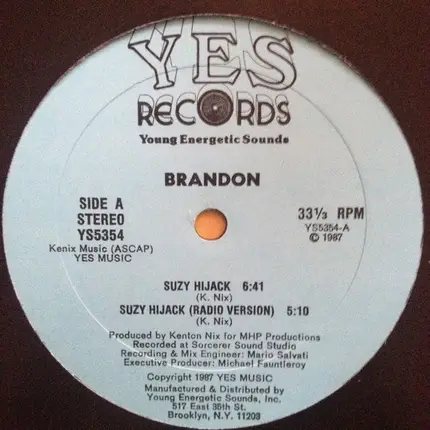 YES
RECORDS
Young Energetic Sounds
BRANDON
SIDE A
STEREO
YS5354
Kenix Music (ASCAP)
YES MUSIC
33⅓ RPM
YS5354-A
© 1987
SUZY HIJACK 6:41
(K. Nix)
SUZY HIJACK (RADIO VERSION) 5:10
(K. Nix)
Produced by Kenton Nix for MHP Productions
Recorded at Sorcerer Sound Studio
Recording & Mix Engineer: Mario Salvati
Executive Producer: Michael Fauntleroy
Copyright 1987 YES MUSIC
Manufactured & Distributed by
Young Energetic Sounds, Inc.
517 East 35th St.
Brooklyn, N.Y. 11203